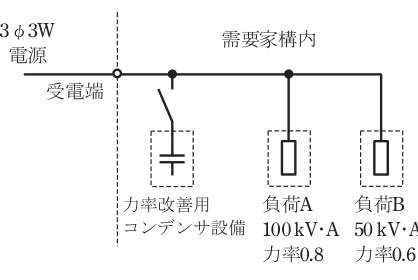 3φ3W
電源
需要家構内
受電端
力率改善用
コンデンサ設備
負荷A
100 kV·A
力率0.8
負荷B
50 kV·A
力率0.6